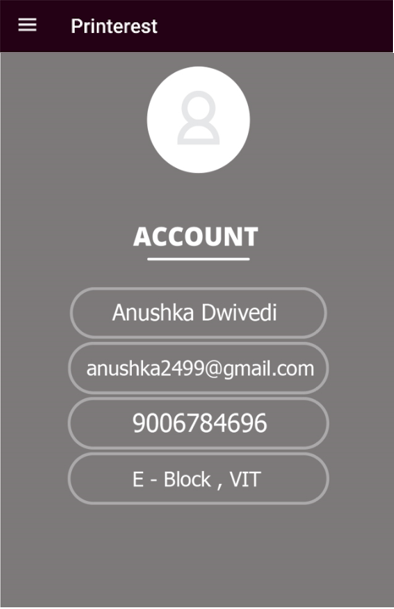 Printerest
ACCOUNT
Anushka Dwivedi
anushka2499@gmail.com
9006784696
E - Block , VIT